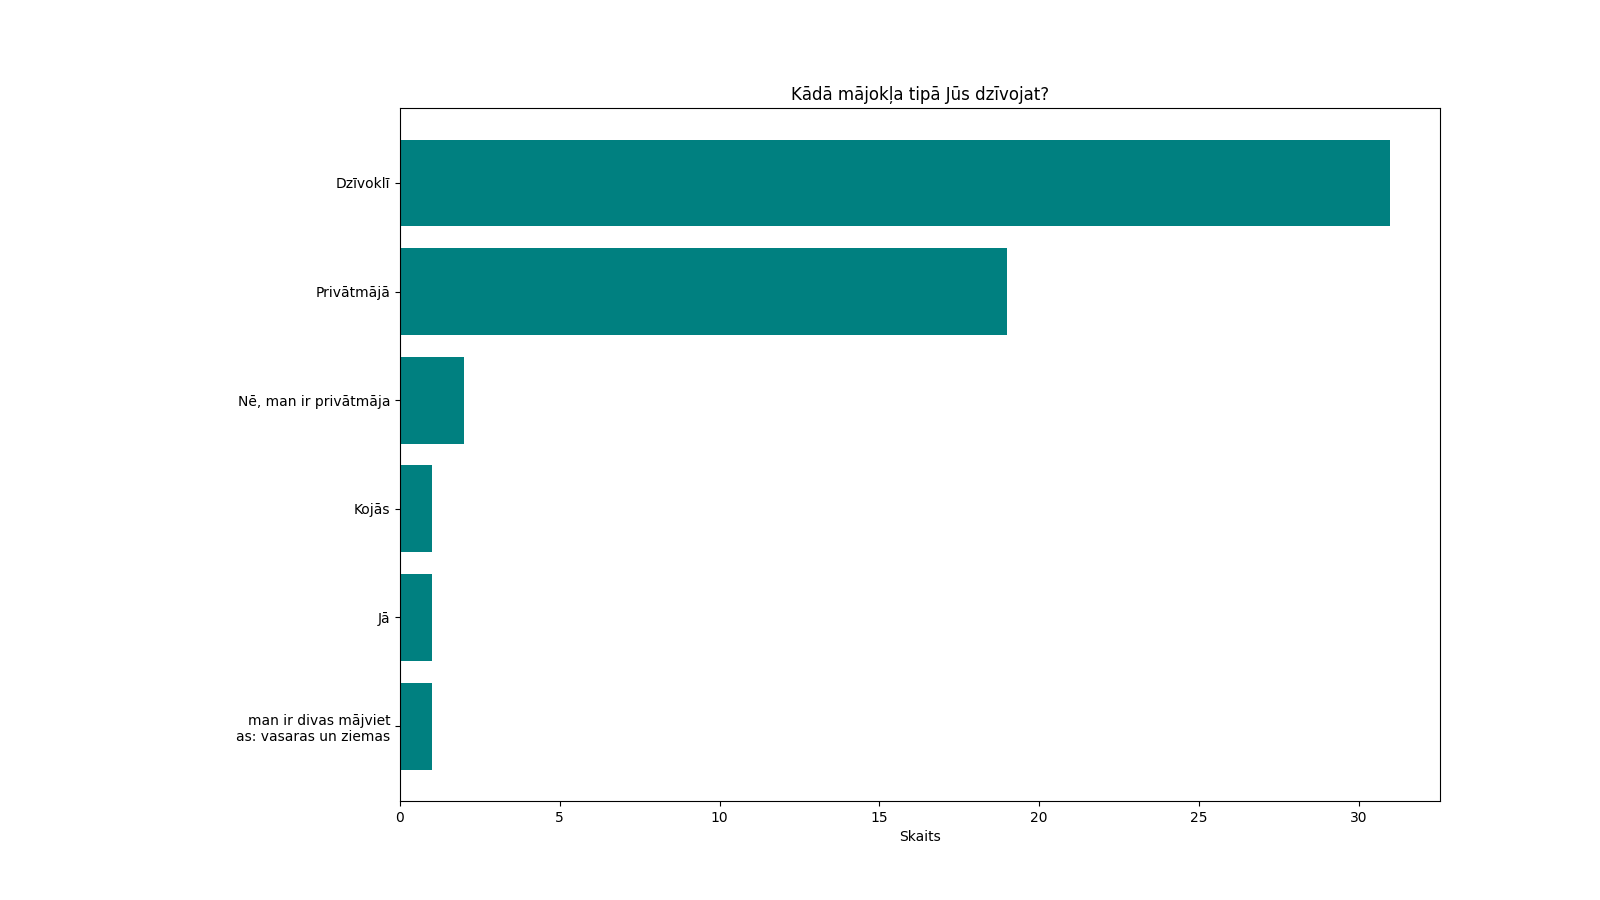 Kādā mājokļa tipā Jūs dzīvojat?
Dzīvoklī
Privātmājā
Nē, man ir privātmāja
Kojās
Jā
man ir divas mājviet
as: vasaras un ziemas
0 5 10 15 20 25 30
Skaits